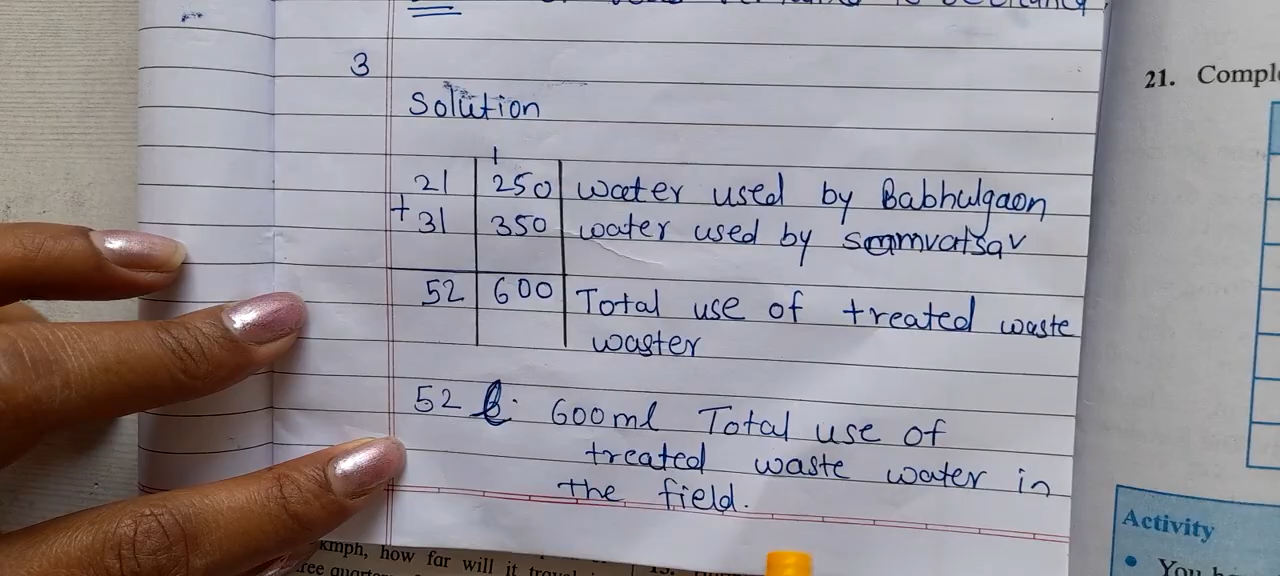 3
Solution
1
21 250 water used by Babhulgaon
+ 31 350 water used by samvatsav
52 600 Total use of treated waste
waster
52 l. 600ml Total use of
treated waste water in
the field.
kmph, how far will it
21. Compl
Activity
• You